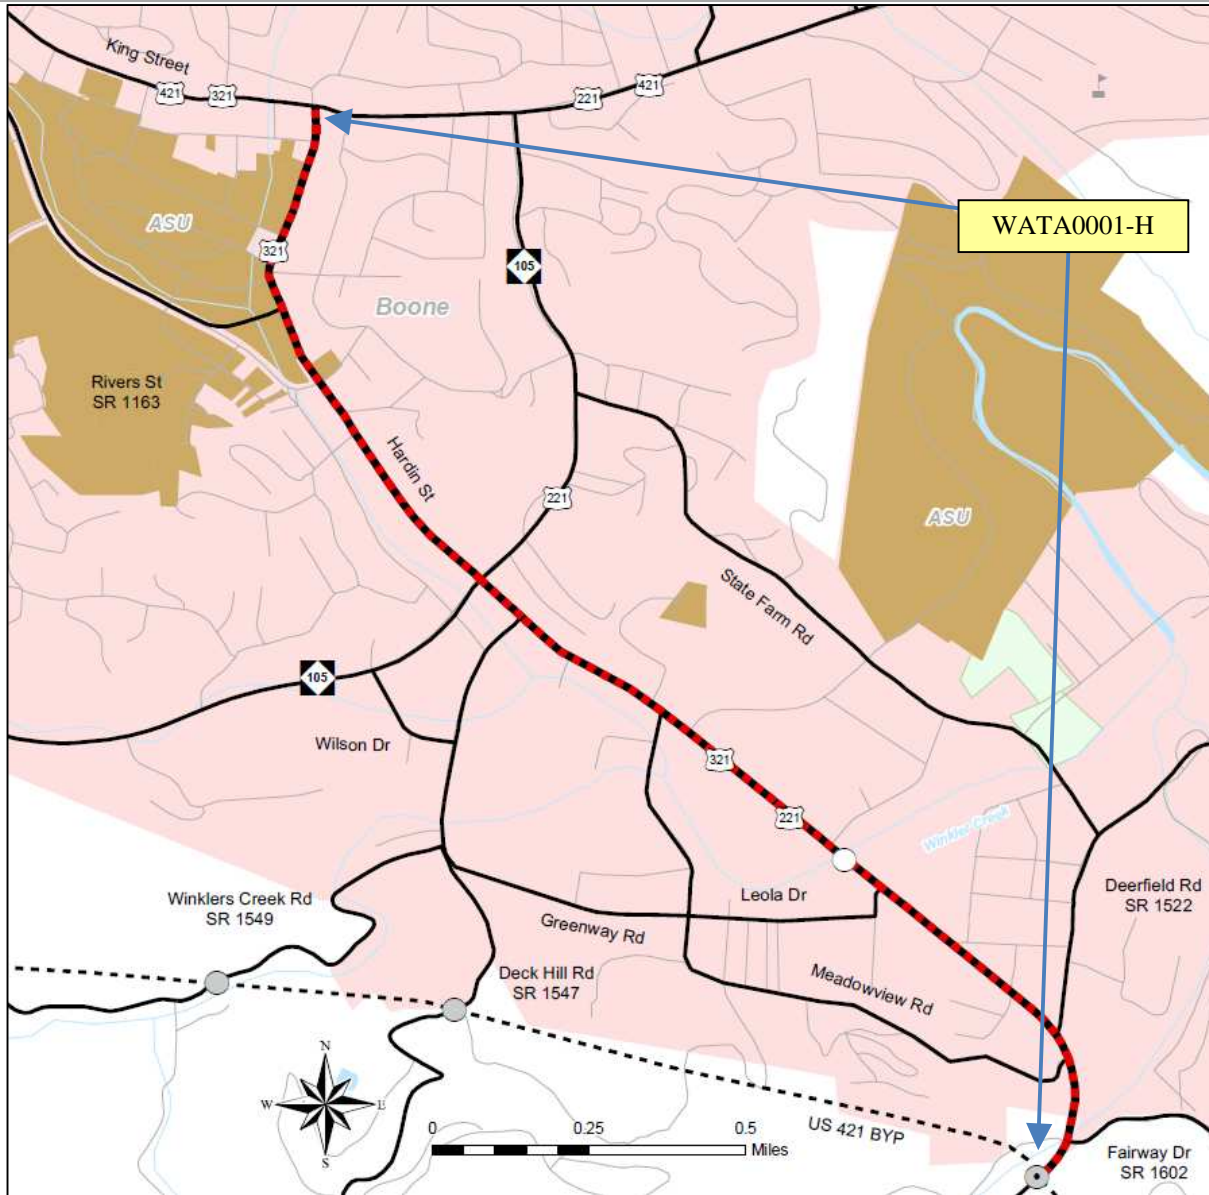 King Street
421
321
221
421
WATA0001-H
ASU
321
105
Boone
Rivers St
SR 1163
Hardin St
221
ASU
State Farm Rd
105
Wilson Dr
321
221
Winkler Creek
Winklers Creek Rd
SR 1549
Leola Dr
Deerfield Rd
SR 1522
Greenway Rd
Deck Hill Rd
SR 1547
Meadowview Rd
N
W
E
S
0
0.25
0.5
Miles
US 421 BYP
Fairway Dr
SR 1602